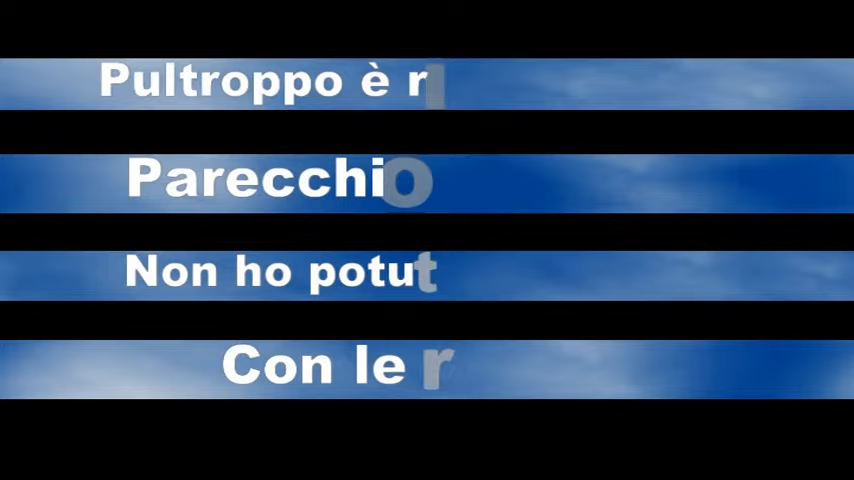 Pultroppo è r
Parecchio
Non ho potut
Con le r